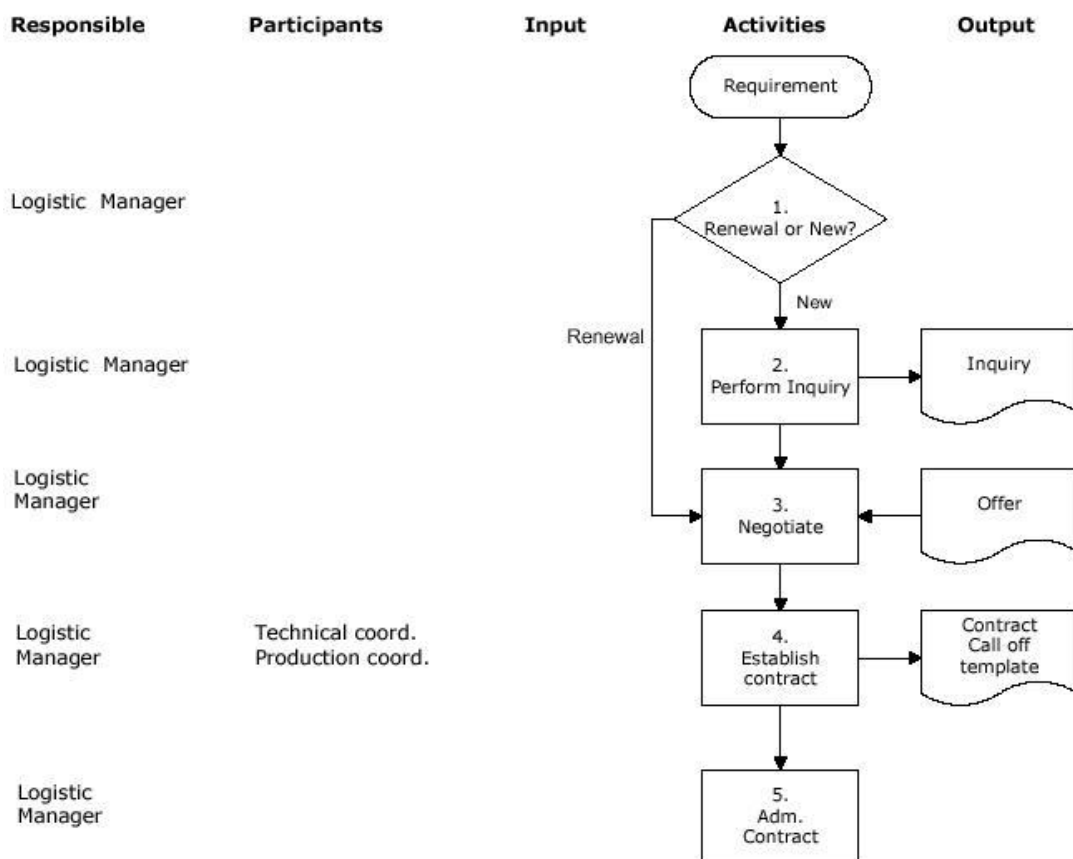 Responsible Participants Input Activities Output
Requirement
Logistic Manager
1.
Renewal or New?
New
Renewal
Logistic Manager
2.
Perform Inquiry
Inquiry
Logistic
Manager
3.
Negotiate
Offer
Logistic
Manager
Technical coord.
Production coord.
4.
Establish
contract
Contract
Call off
template
Logistic
Manager
5.
Adm.
Contract